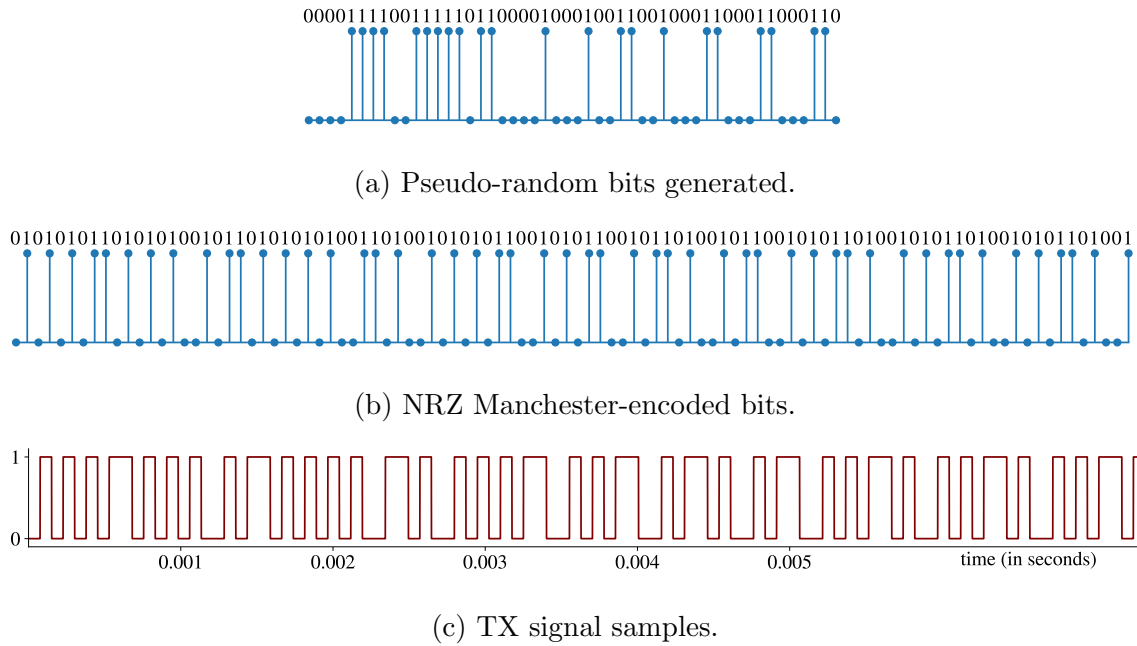 00001111001111101100001000100110010001100011000110
(a) Pseudo-random bits generated.
0101010110101010010110101010100110100101010110010101100101101001011001010110100101011010010101101001
(b) NRZ Manchester-encoded bits.
1
0
0.001 0.002 0.003 0.004 0.005 time (in seconds)
(c) TX signal samples.